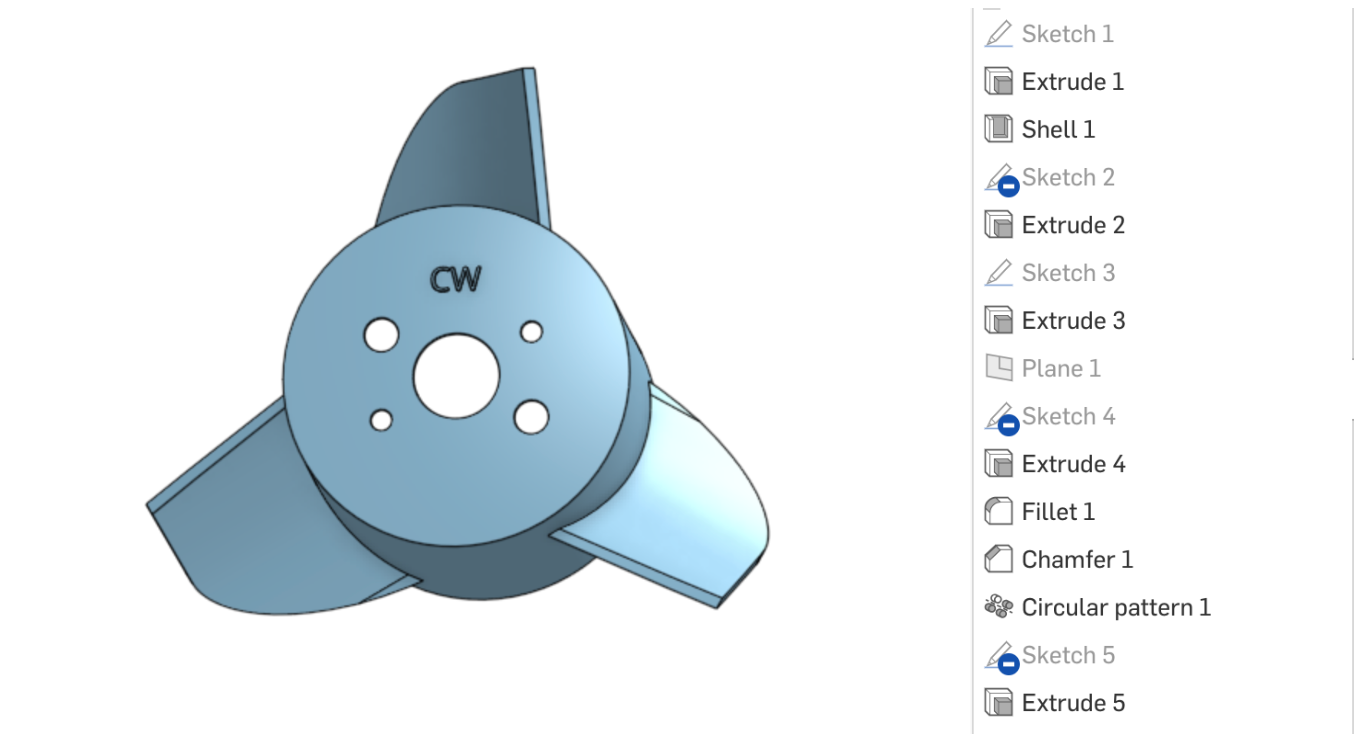 CW
Sketch 1
Extrude 1
Shell 1
Sketch 2
Extrude 2
Sketch 3
Extrude 3
Plane 1
Sketch 4
Extrude 4
Fillet 1
Chamfer 1
Circular pattern 1
Sketch 5
Extrude 5